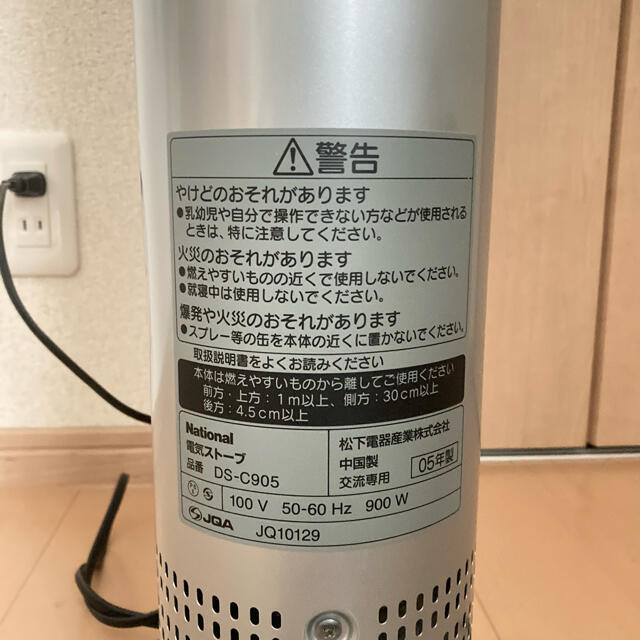 警告
やけどのおそれがあります
●乳幼児や自分で操作できない方などが使用される
ときは、特に注意してください。
火災のおそれがあります
●燃えやすいものの近くで使用しないでください。
●就寝中は使用しないでください。
爆発や火災のおそれがあります
●スプレー等の缶を本体の近くに置かないでください。
取扱説明書をよくお読みください
本体は燃えやすいものから離してご使用ください
前方・上方：1m以上、側方：30cm以上
後方：4.5cm以上
National
電気ストーブ
品番 DS-C905
松下電器産業株式会社
中国製
交流専用
05年製
100 V 50-60 Hz 900 W
JQA JQ10129